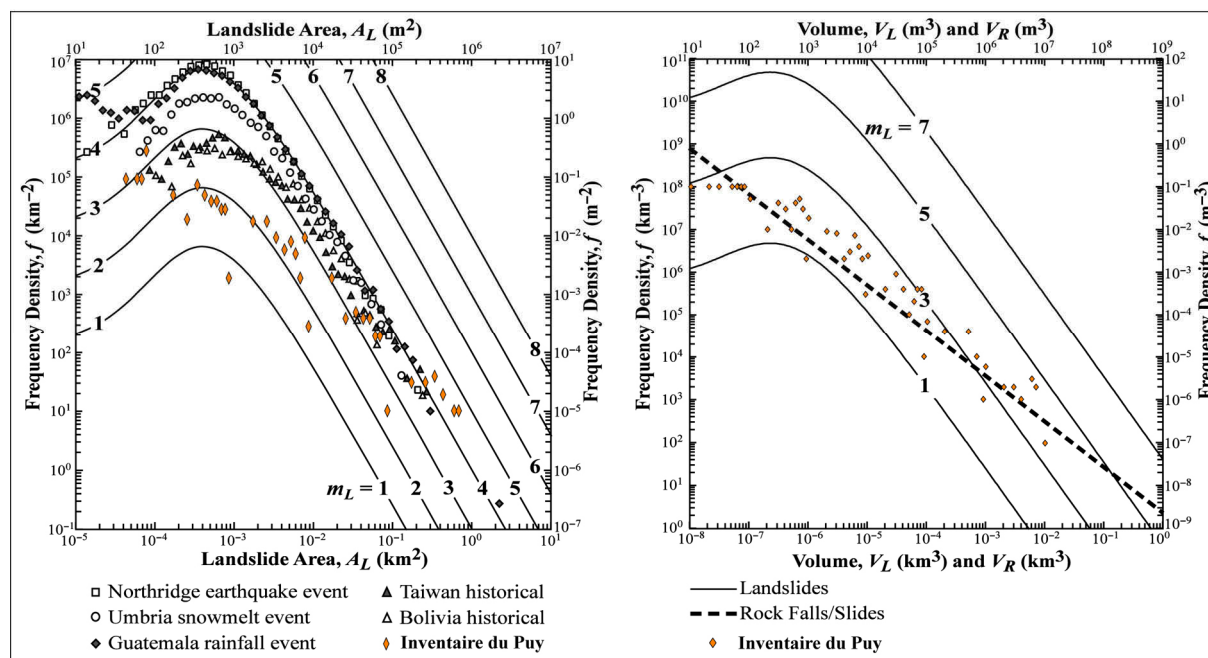 Landslide Area, A_L (m²)
10¹ 10² 10³ 10⁴ 10⁵ 10⁶ 10⁷
10⁷ 10⁶ 10⁵ 10⁴ 10³ 10² 10¹ 10⁰ 10⁻¹
Frequency Density, f (km⁻²)
5 4 3 2 1
5 6 7 8
m_L = 1 2 3 4 5 6 7 8
10¹ 10⁰ 10⁻¹ 10⁻² 10⁻³ 10⁻⁴ 10⁻⁵ 10⁻⁶ 10⁻⁷
Frequency Density, f (m⁻²)
10⁻⁵ 10⁻⁴ 10⁻³ 10⁻² 10⁻¹ 10⁰ 10¹
Landslide Area, A_L (km²)
Northridge earthquake event
Umbria snowmelt event
Guatemala rainfall event
Taiwan historical
Bolivia historical
Inventaire du Puy
Volume, V_L (m³) and V_R (m³)
10¹ 10² 10³ 10⁴ 10⁵ 10⁶ 10⁷ 10⁸ 10⁹
10¹¹ 10¹⁰ 10⁹ 10⁸ 10⁷ 10⁶ 10⁵ 10⁴ 10³ 10² 10¹ 10⁰
Frequency Density, f (km⁻³)
m_L = 7
5
3
1
10² 10¹ 10⁰ 10⁻¹ 10⁻² 10⁻³ 10⁻⁴ 10⁻⁵ 10⁻⁶ 10⁻⁷ 10⁻⁸ 10⁻⁹
Frequency Density, f (m⁻³)
10⁻⁸ 10⁻⁷ 10⁻⁶ 10⁻⁵ 10⁻⁴ 10⁻³ 10⁻² 10⁻¹ 10⁰
Volume, V_L (km³) and V_R (km³)
Landslides
Rock Falls/Slides
Inventaire du Puy